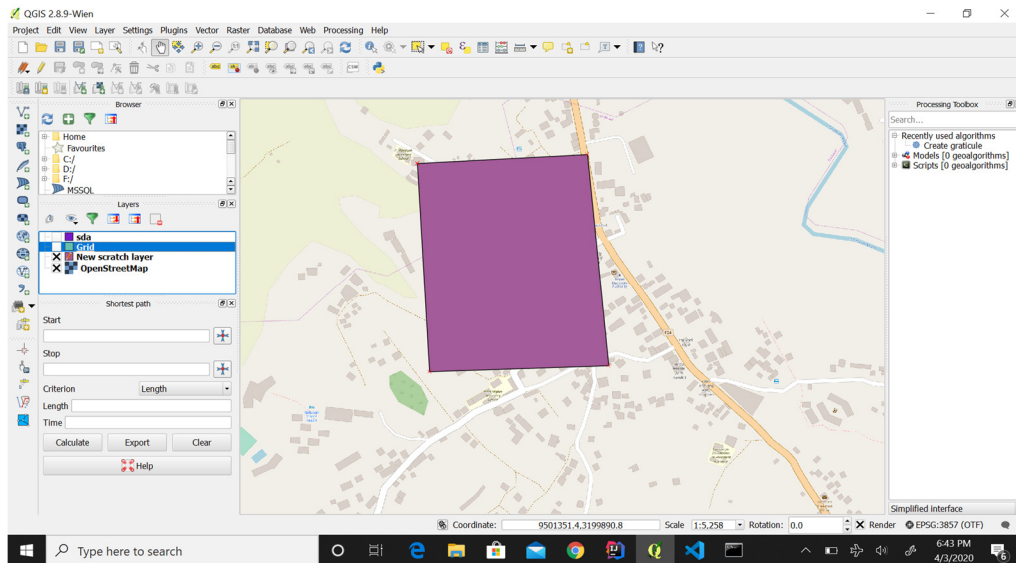 QGIS 2.8.9-Wien
Project Edit View Layer Settings Plugins Vector Raster Database Web Processing Help
Browser
Home
Favourites
C:/
D:/
F:/
MSSQL
Layers
sda
Grid
New scratch layer
OpenStreetMap
Shortest path
Start
Stop
Criterion Length
Length
Time
Calculate Export Clear
Help
Processing Toolbox
Search...
Recently used algorithms
Create graticule
Models [0 geoalgorithms]
Scripts [0 geoalgorithms]
Simplified interface
Coordinate: 9501351.4,3199890.8 Scale 1:5,258 Rotation: 0.0 Render EPSG:3857 (OTF)
Type here to search
6:43 PM
4/3/2020
6